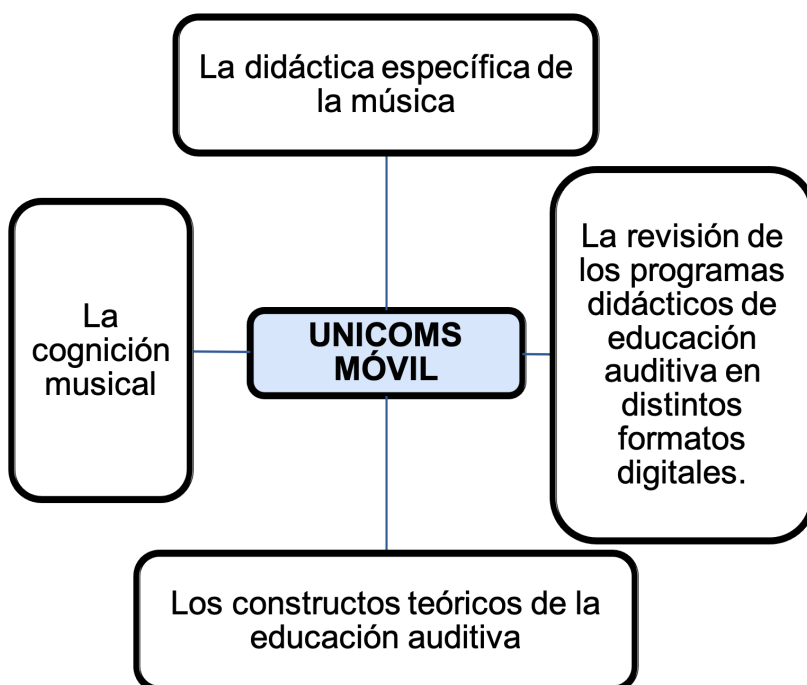 La didáctica específica de
la música
La
cognición
musical
UNICOMS
MÓVIL
La revisión de
los programas
didácticos de
educación
auditiva en
distintos
formatos
digitales.
Los constructos teóricos de la
educación auditiva